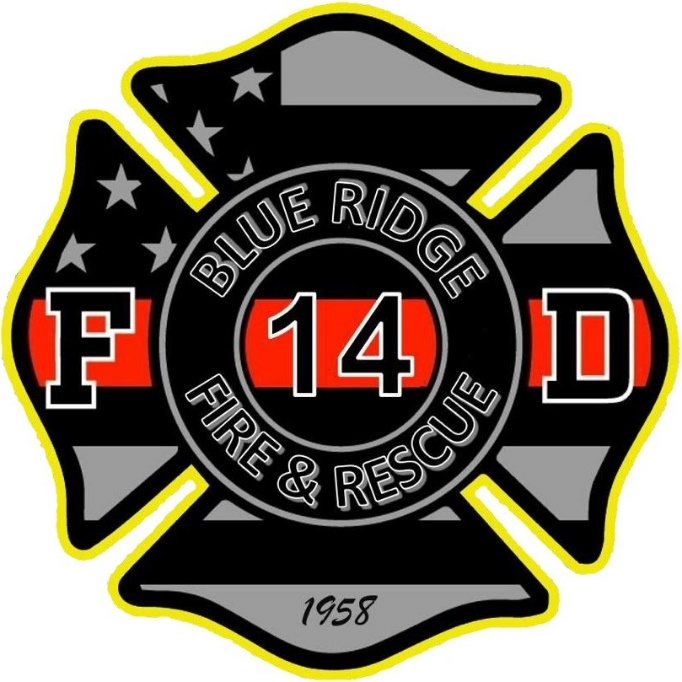 BLUE RIDGE
F 14 D
FIRE & RESCUE
1958